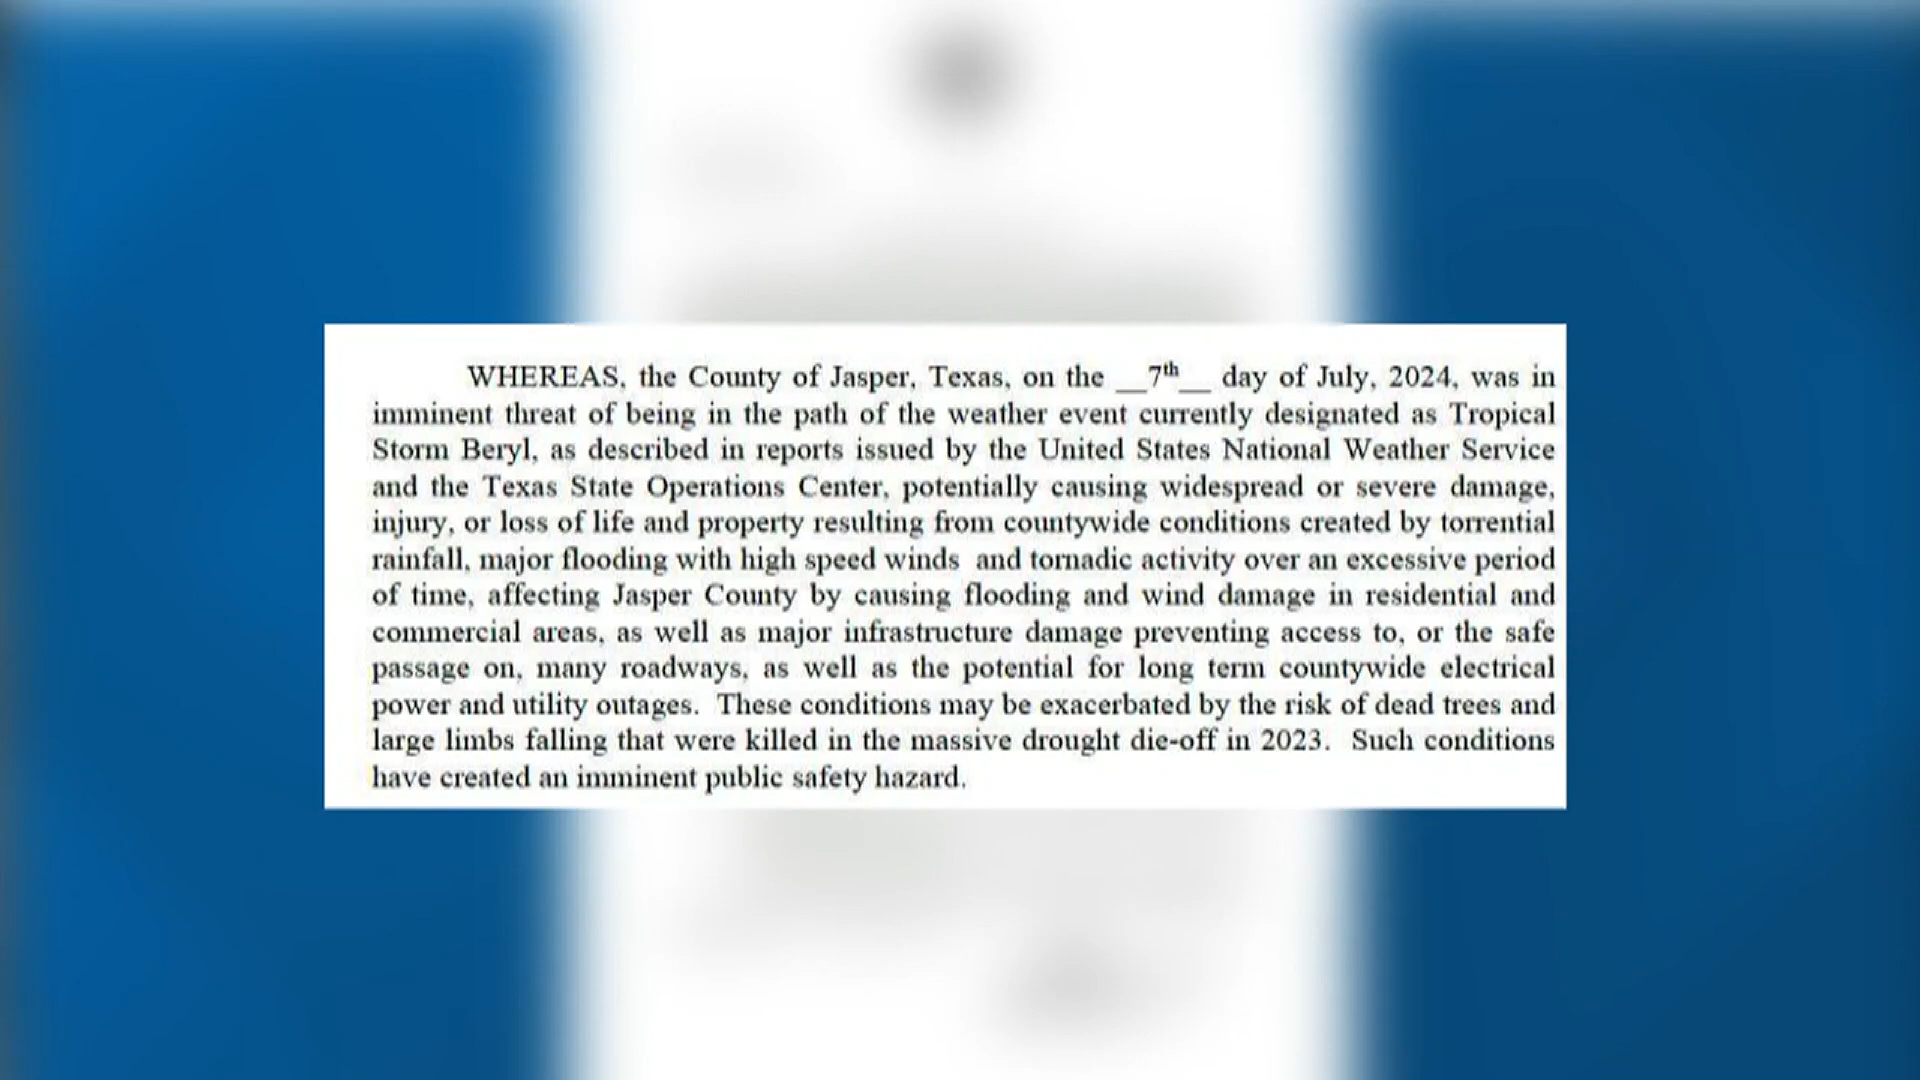 WHEREAS, the County of Jasper, Texas, on the __7th__ day of July, 2024, was in
imminent threat of being in the path of the weather event currently designated as Tropical
Storm Beryl, as described in reports issued by the United States National Weather Service
and the Texas State Operations Center, potentially causing widespread or severe damage,
injury, or loss of life and property resulting from countywide conditions created by torrential
rainfall, major flooding with high speed winds  and tornadic activity over an excessive period
of time, affecting Jasper County by causing flooding and wind damage in residential and
commercial areas, as well as major infrastructure damage preventing access to, or the safe
passage on, many roadways, as well as the potential for long term countywide electrical
power and utility outages.  These conditions may be exacerbated by the risk of dead trees and
large limbs falling that were killed in the massive drought die-off in 2023.  Such conditions
have created an imminent public safety hazard.